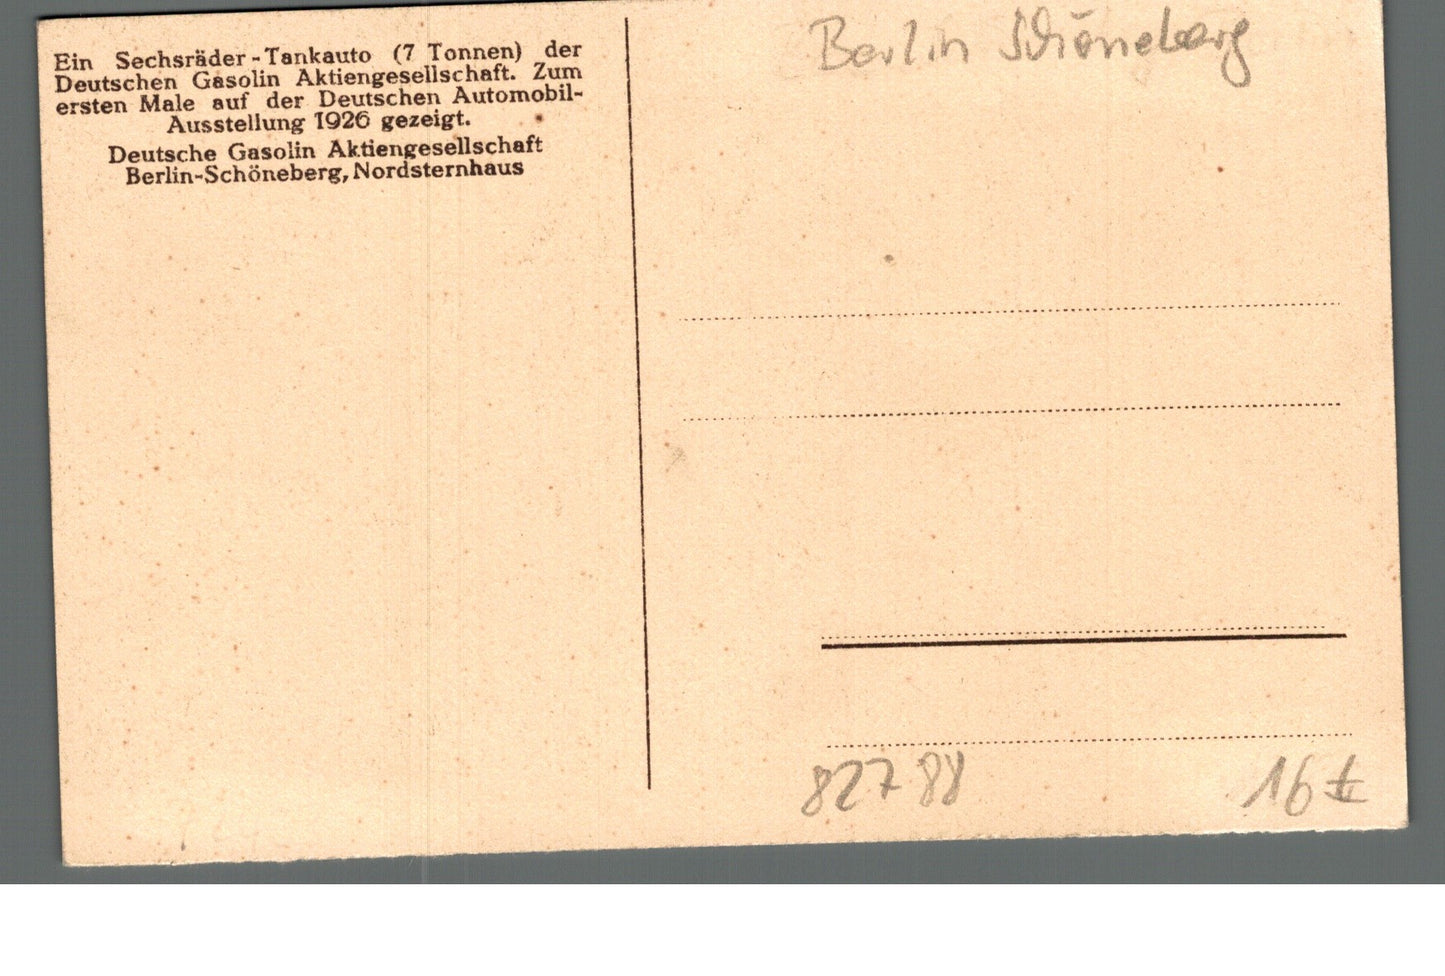 Ein Sechsräder-Tankauto (7 Tonnen) der
Deutschen Gasolin Aktiengesellschaft. Zum
ersten Male auf der Deutschen Automobil-
Ausstellung 1926 gezeigt.
Deutsche Gasolin Aktiengesellschaft
Berlin-Schöneberg, Nordsternhaus
Berlin Schöneberg
82788
16